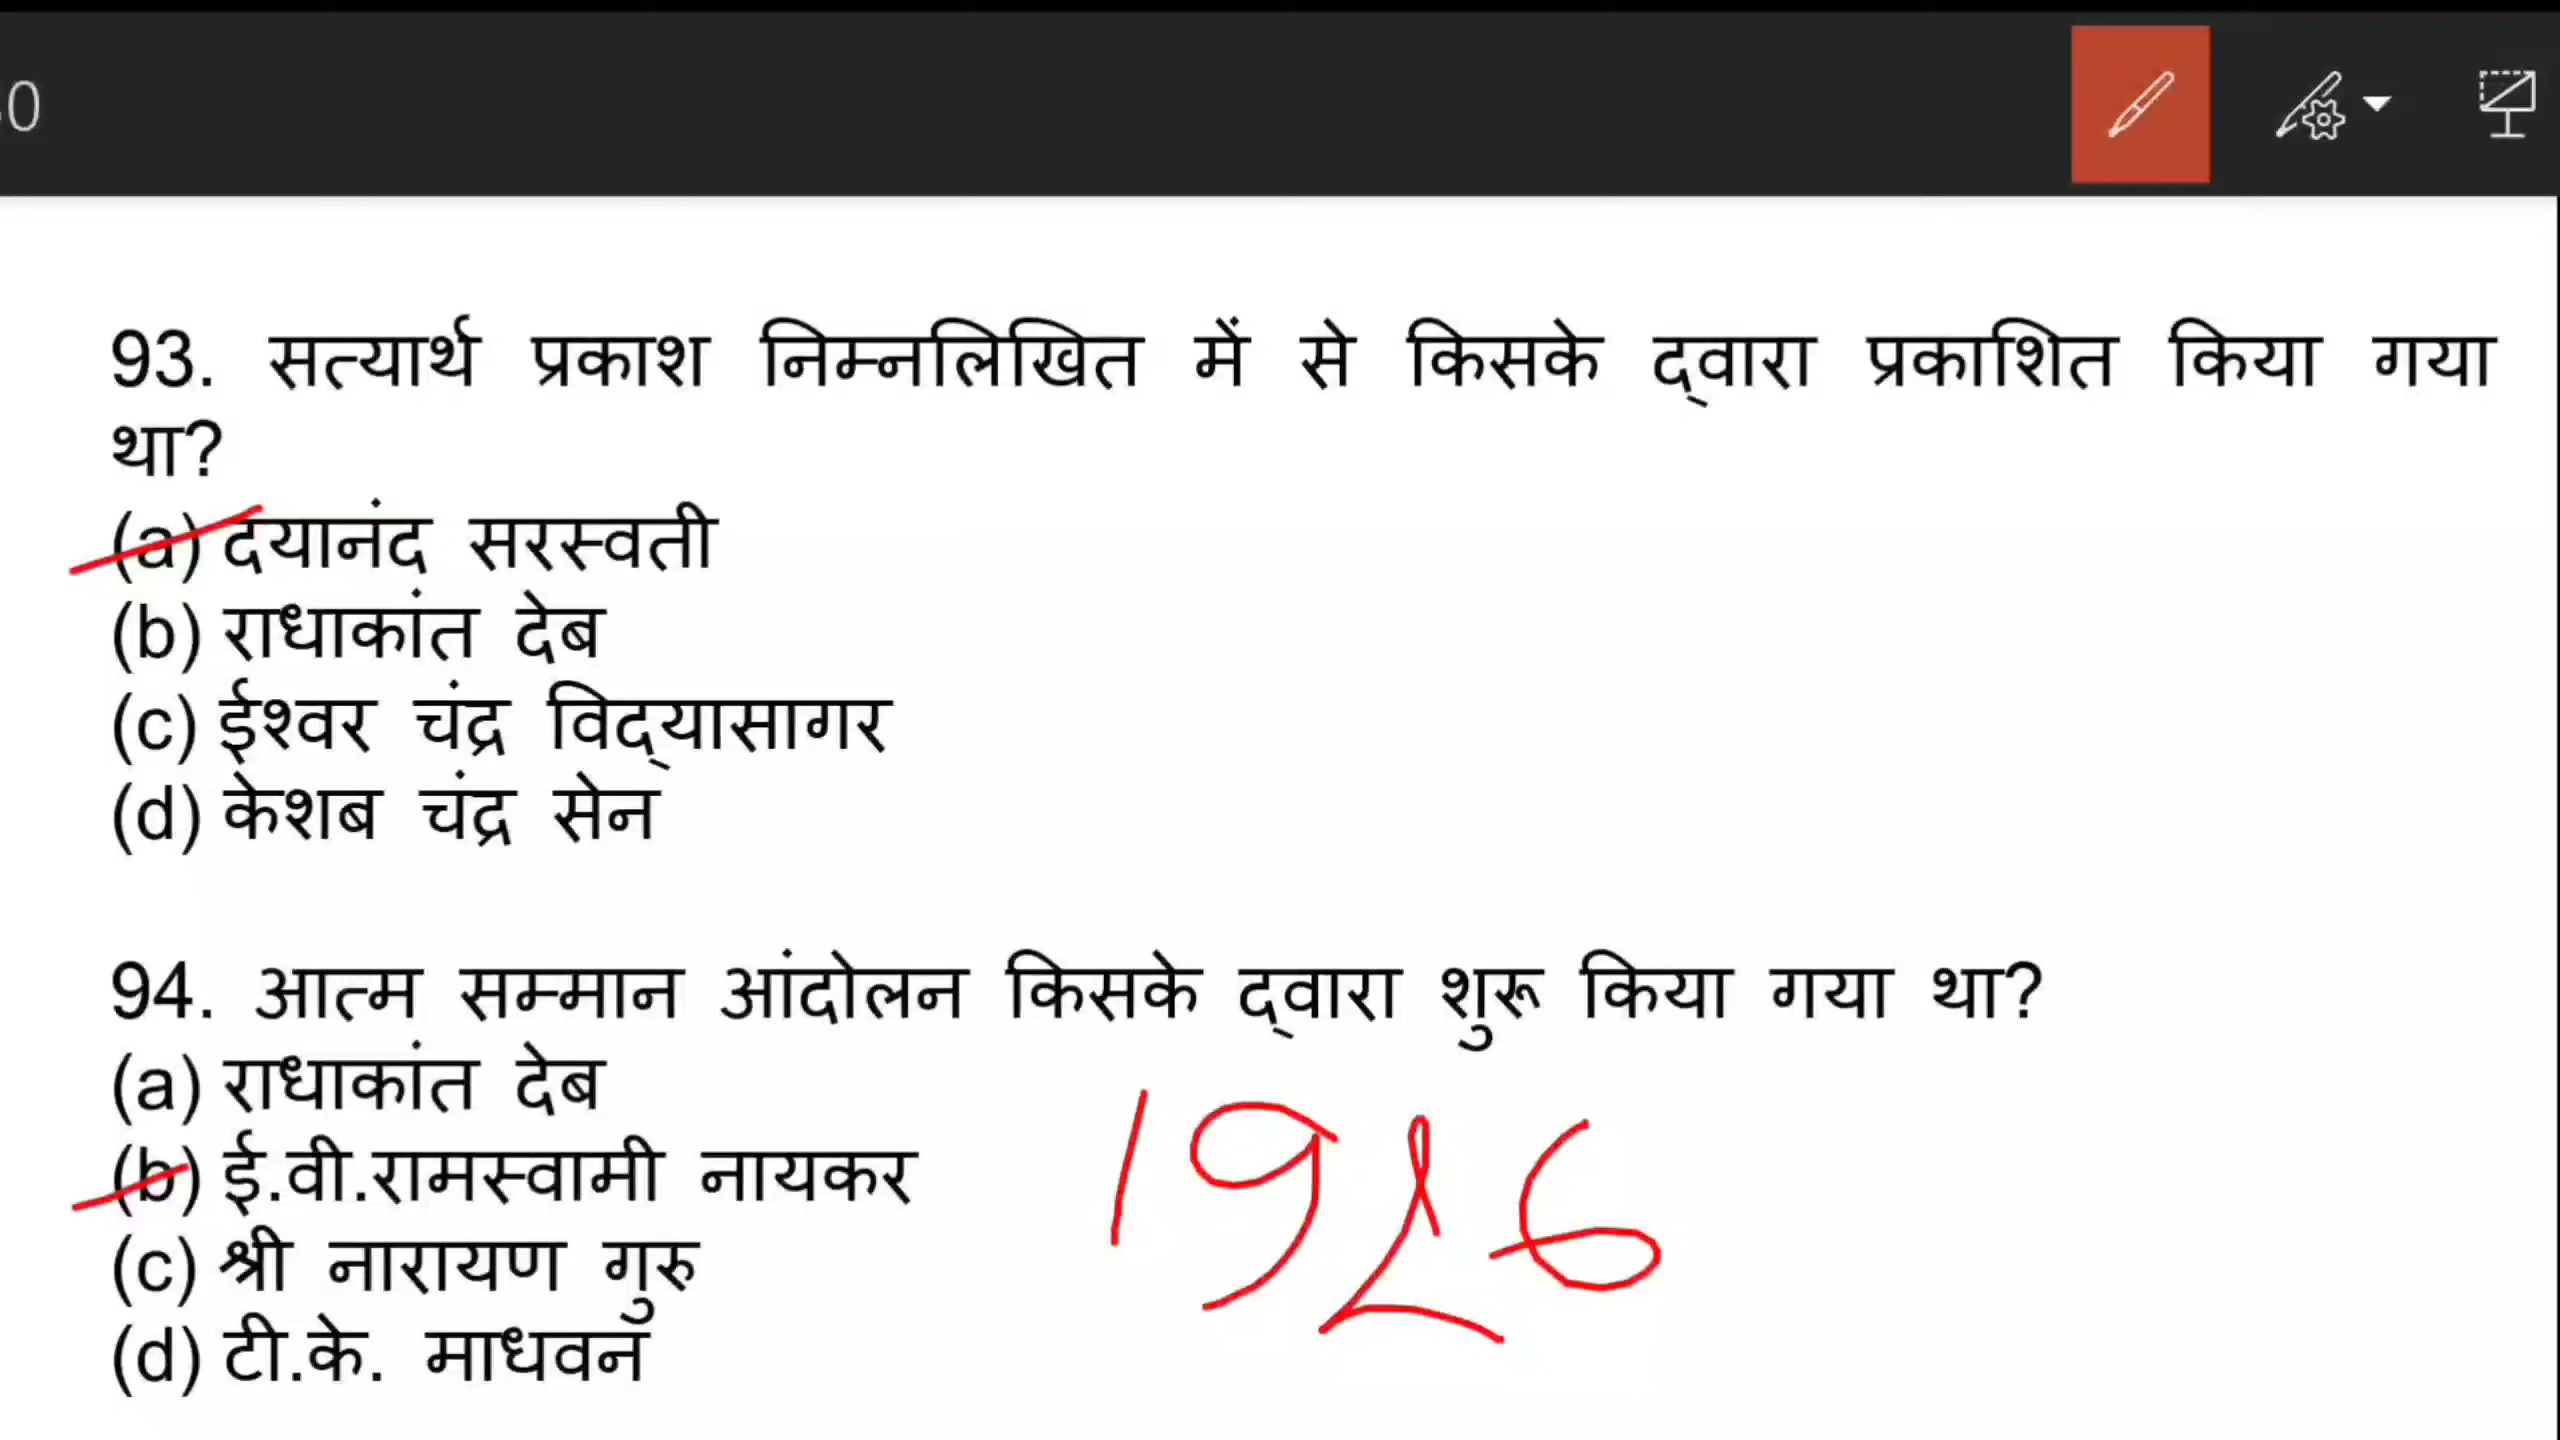 0
93. सत्यार्थ प्रकाश निम्नलिखित में से किसके द्वारा प्रकाशित किया गया
था?
(a) दयानंद सरस्वती
(b) राधाकांत देब
(c) ईश्वर चंद्र विद्यासागर
(d) केशब चंद्र सेन
94. आत्म सम्मान आंदोलन किसके द्वारा शुरू किया गया था?
(a) राधाकांत देब
(b) ई.वी.रामस्वामी नायकर
(c) श्री नारायण गुरु
(d) टी.के. माधवन
1926